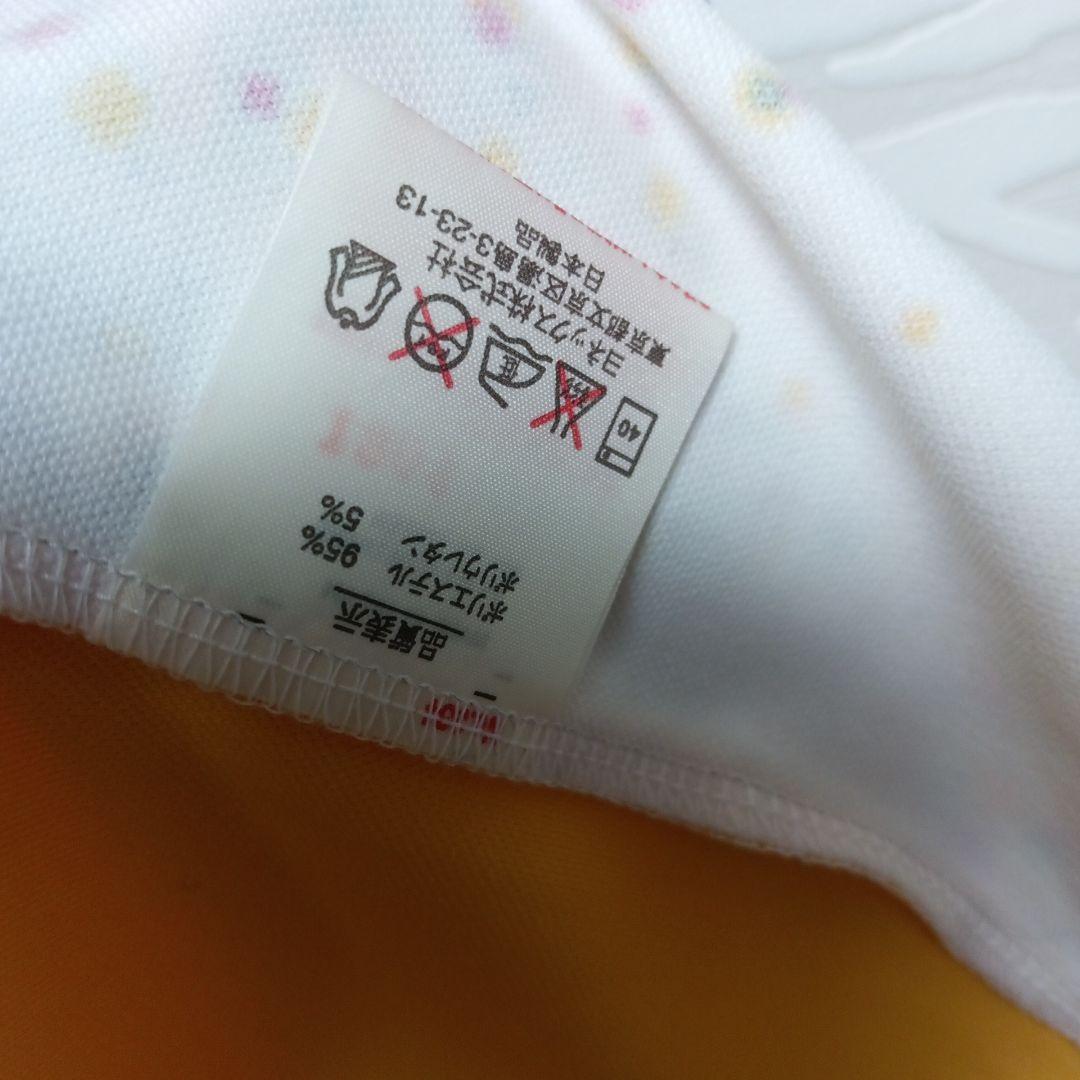 品質表示
ポリエステル 95%
ポリウレタン 5%
40
中
ヨネックス株式会社
東京都文京区湯島3-23-13
日本製品